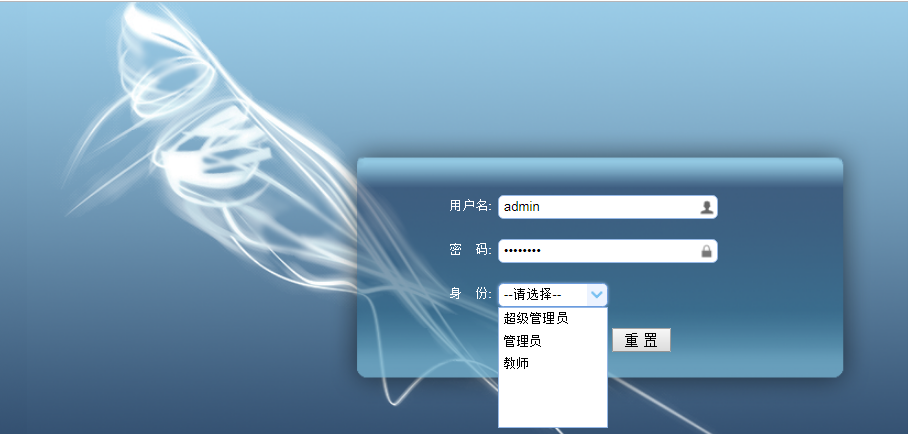 用户名: admin
密 码: ••••••••
身 份: --请选择--
超级管理员
管理员 重 置
教师